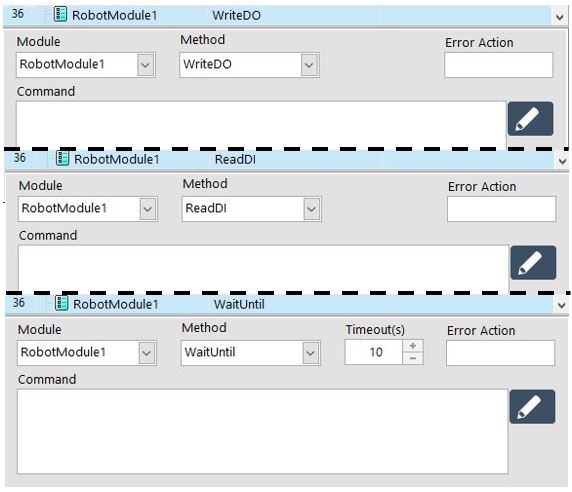 36 RobotModule1 WriteDO
Module Method Error Action
RobotModule1 WriteDO
Command
36 RobotModule1 ReadDI
Module Method Error Action
RobotModule1 ReadDI
Command
36 RobotModule1 WaitUntil
Module Method Timeout(s) Error Action
RobotModule1 WaitUntil 10 + −
Command